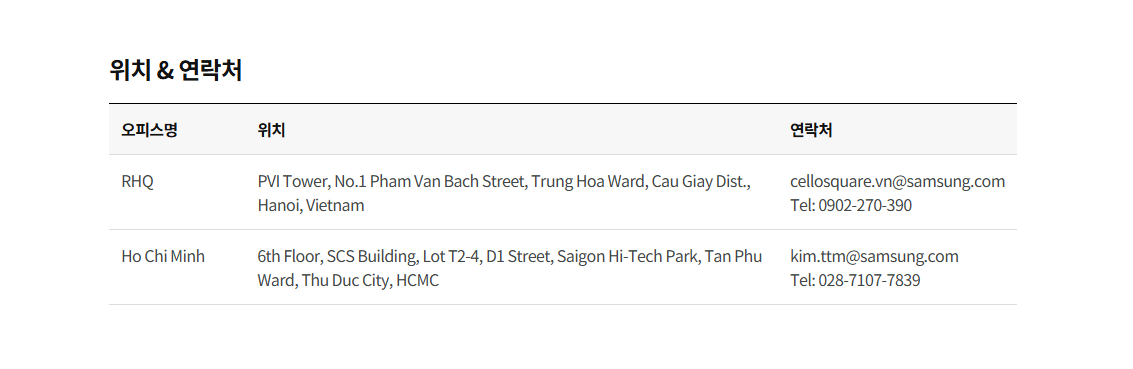 위치 & 연락처
오피스명 위치 연락처
RHQ PVI Tower, No.1 Pham Van Bach Street, Trung Hoa Ward, Cau Giay Dist., cellosquare.vn@samsung.com
Hanoi, Vietnam Tel: 0902-270-390
Ho Chi Minh 6th Floor, SCS Building, Lot T2-4, D1 Street, Saigon Hi-Tech Park, Tan Phu kim.ttm@samsung.com
Ward, Thu Duc City, HCMC Tel: 028-7107-7839